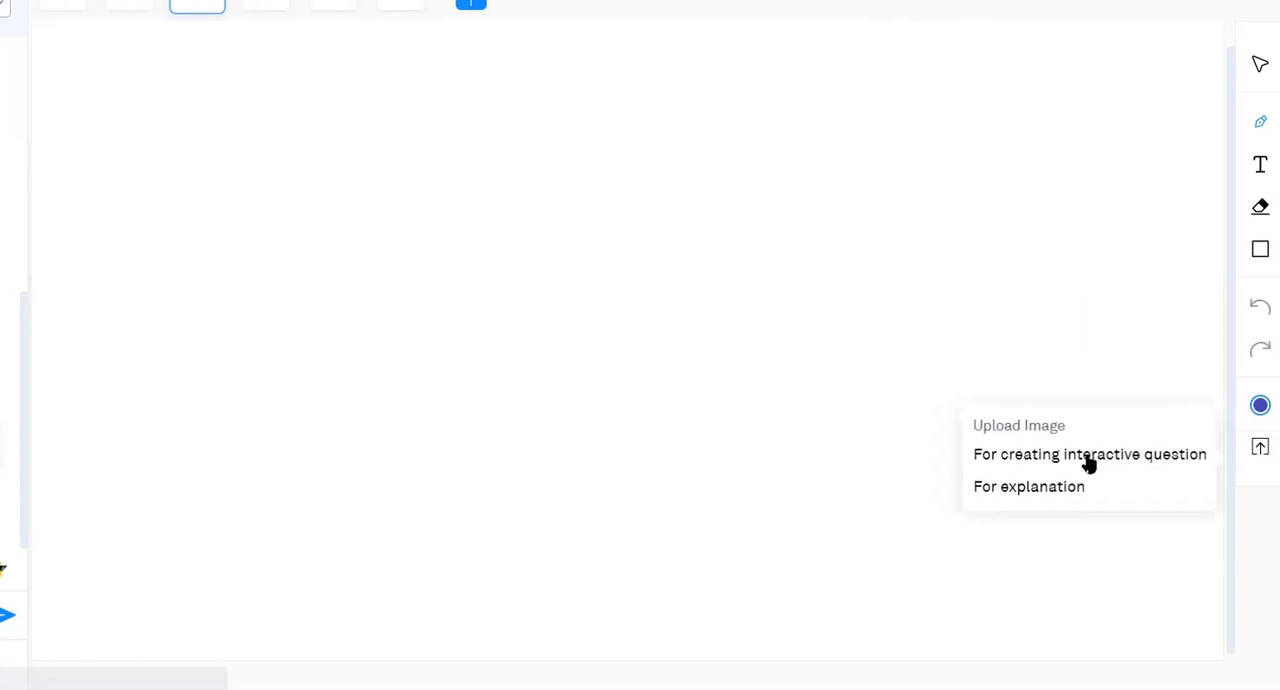 Upload Image
For creating interactive question
For explanation